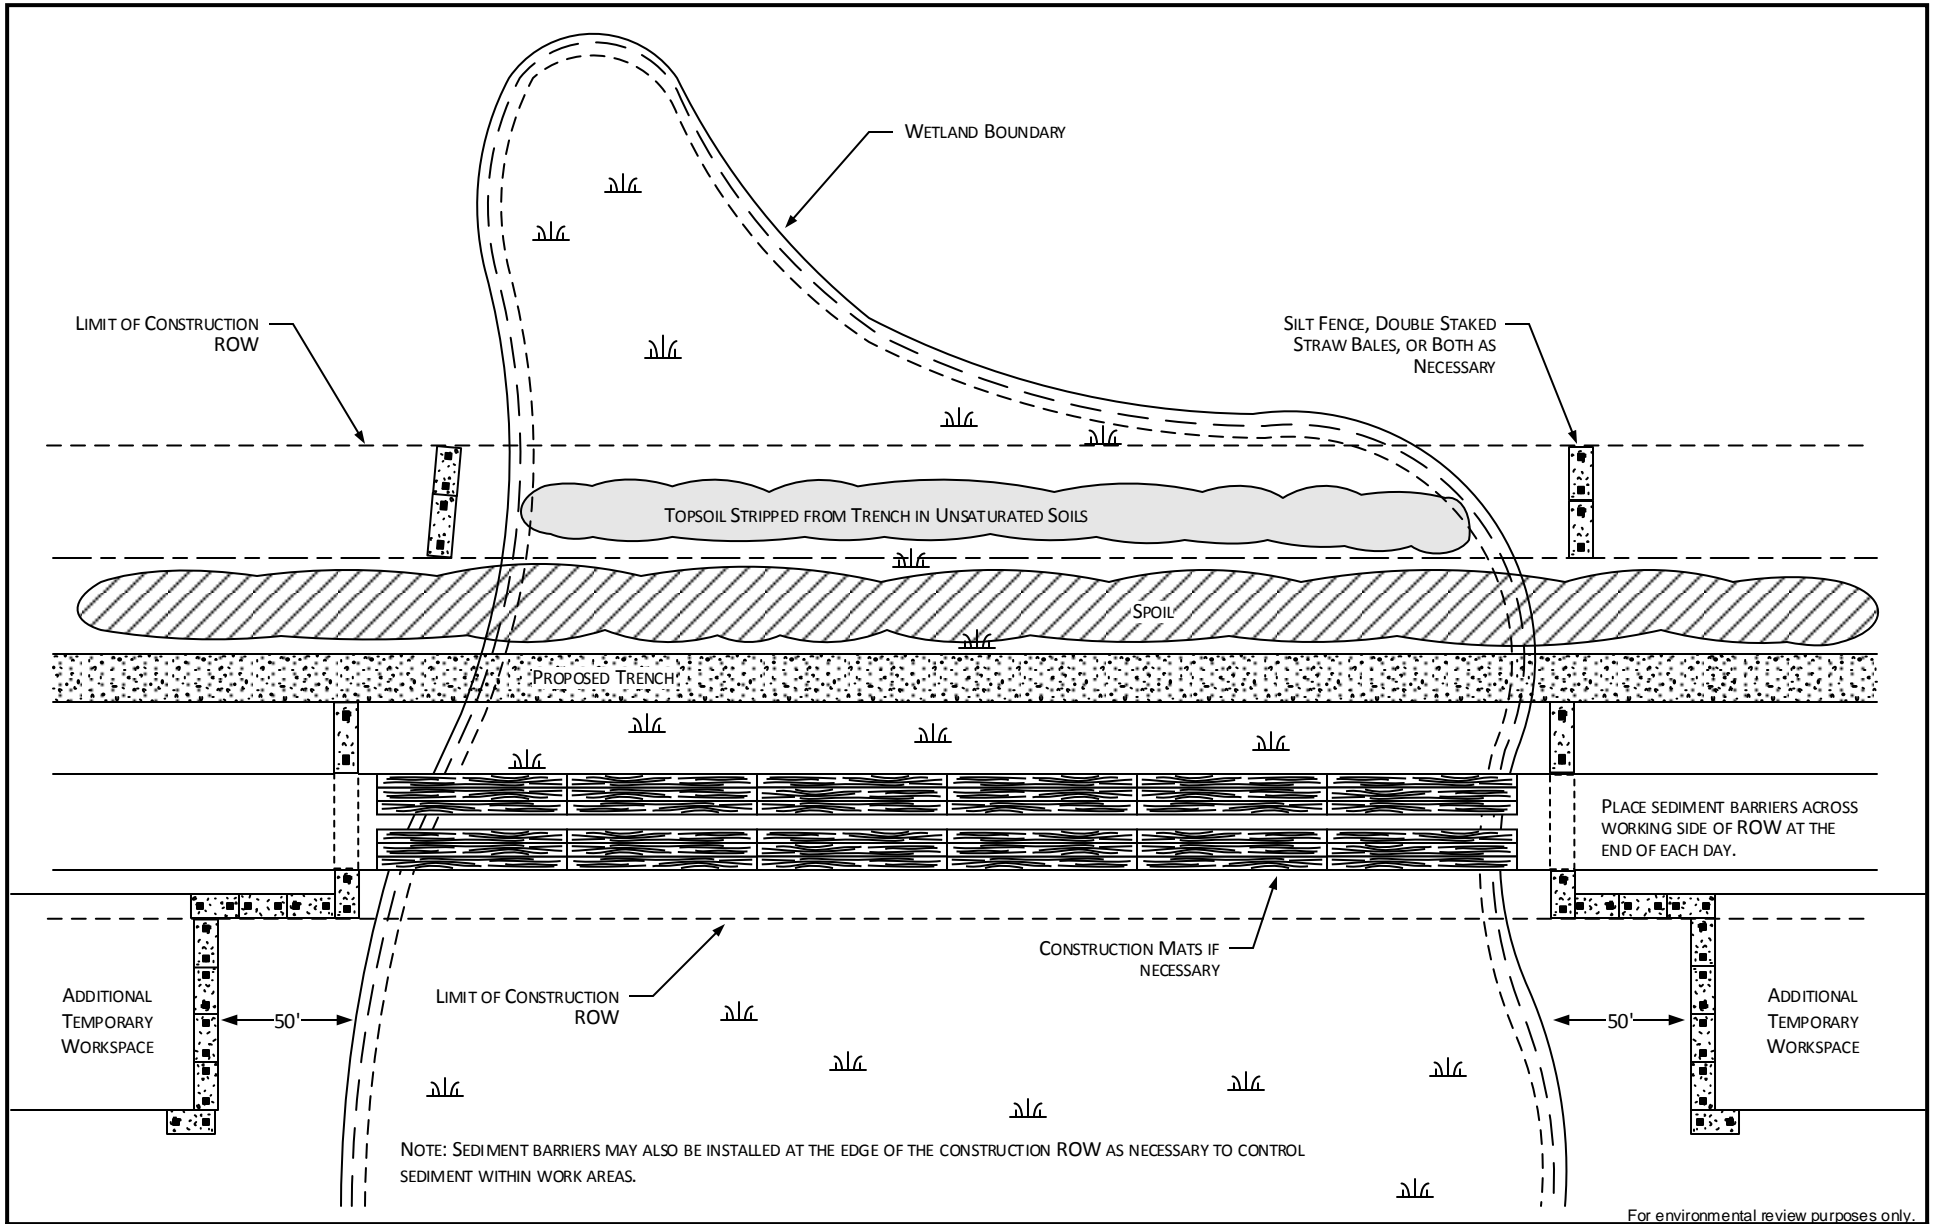 WETLAND BOUNDARY
LIMIT OF CONSTRUCTION
ROW
SILT FENCE, DOUBLE STAKED
STRAW BALES, OR BOTH AS
NECESSARY
TOPSOIL STRIPPED FROM TRENCH IN UNSATURATED SOILS
SPOIL
PROPOSED TRENCH
PLACE SEDIMENT BARRIERS ACROSS
WORKING SIDE OF ROW AT THE
END OF EACH DAY.
CONSTRUCTION MATS IF
NECESSARY
LIMIT OF CONSTRUCTION
ROW
ADDITIONAL
TEMPORARY
WORKSPACE
50'
50'
ADDITIONAL
TEMPORARY
WORKSPACE
NOTE: SEDIMENT BARRIERS MAY ALSO BE INSTALLED AT THE EDGE OF THE CONSTRUCTION ROW AS NECESSARY TO CONTROL
SEDIMENT WITHIN WORK AREAS.
For environmental review purposes only.